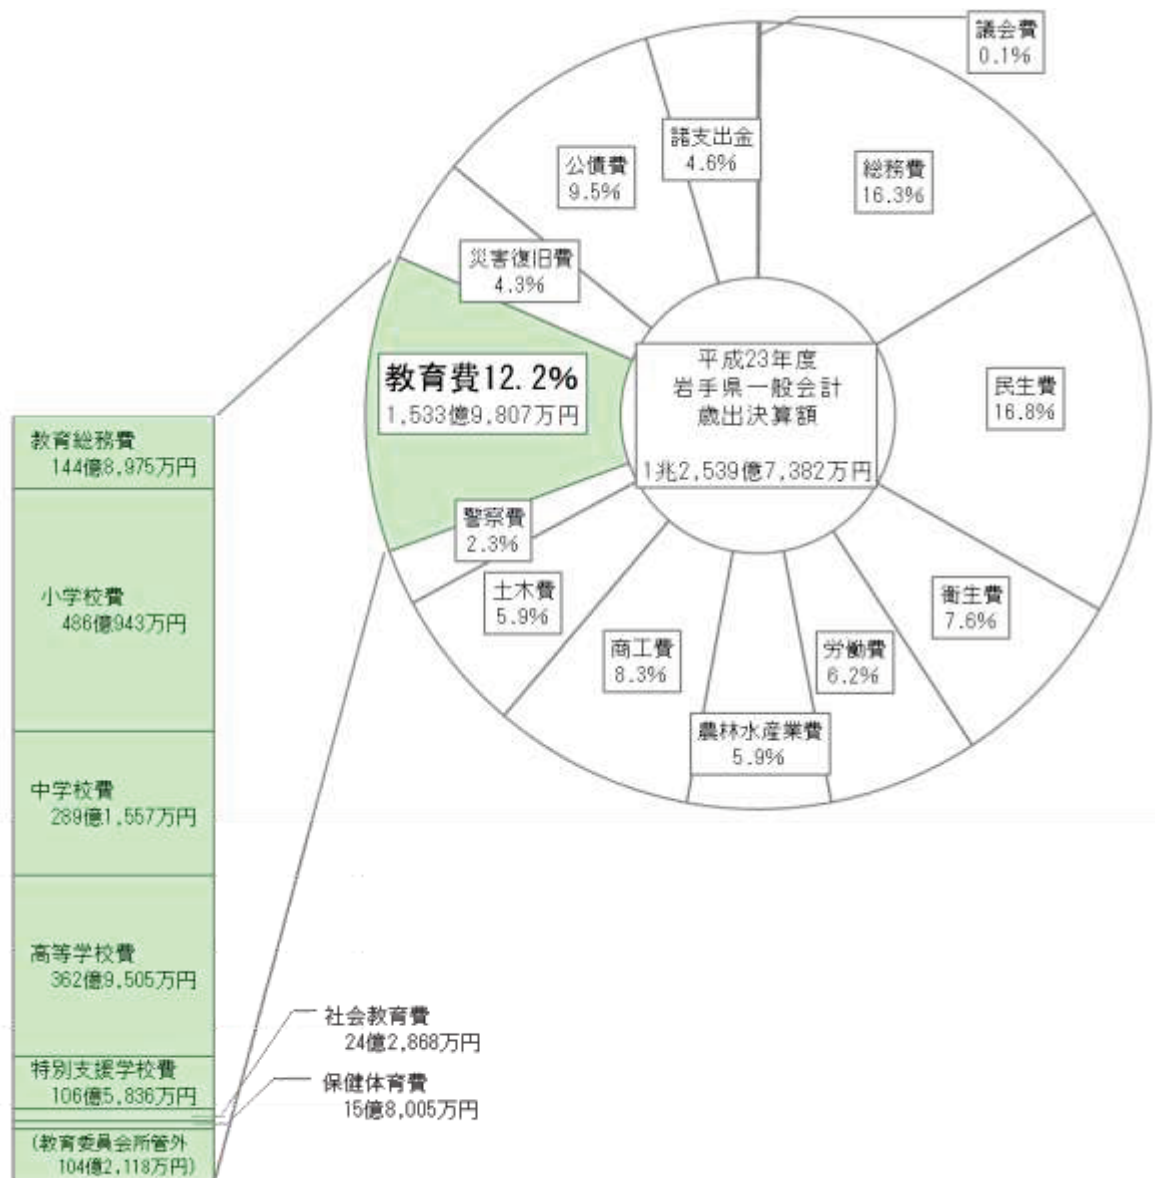 議会費
0.1%
総務費
16.3%
民生費
16.8%
衛生費
7.6%
労働費
6.2%
農林水産業費
5.9%
商工費
8.3%
土木費
5.9%
警察費
2.3%
教育費12.2%
1,533億9,807万円
災害復旧費
4.3%
公債費
9.5%
諸支出金
4.6%
平成23年度
岩手県一般会計
歳出決算額
1兆2,539億7,382万円
教育総務費
144億8,975万円
小学校費
486億943万円
中学校費
289億1,557万円
高等学校費
362億9,505万円
特別支援学校費
106億5,836万円
社会教育費
24億2,868万円
保健体育費
15億8,005万円
(教育委員会所管外
104億2,118万円)